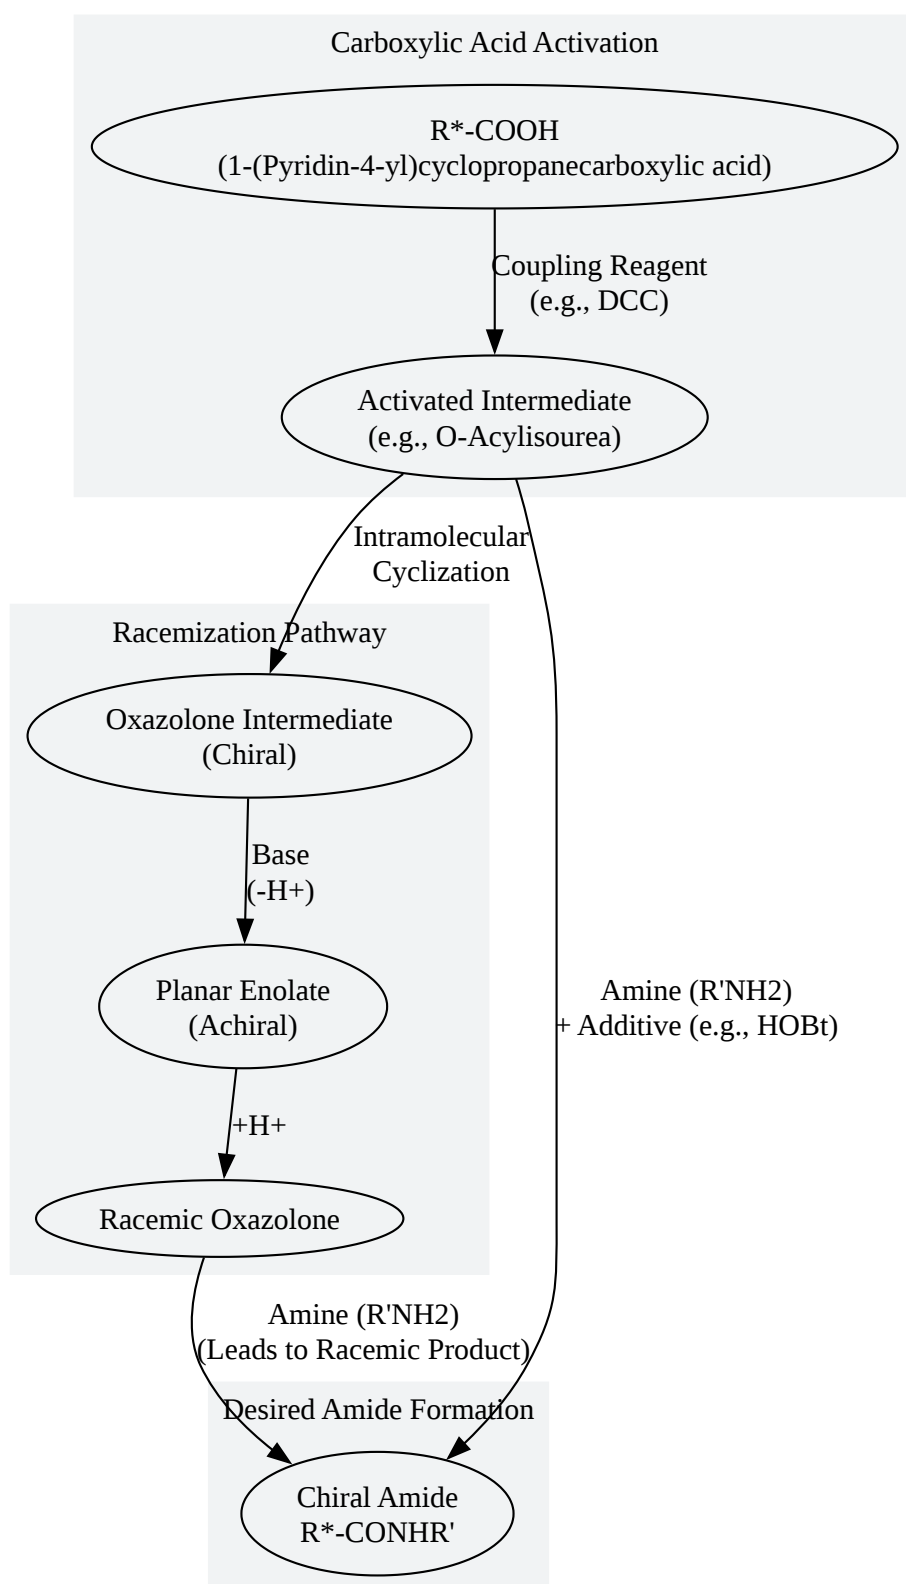 Carboxylic Acid Activation
R*-COOH
(1-(Pyridin-4-yl)cyclopropanecarboxylic acid)
Coupling Reagent
(e.g., DCC)
Activated Intermediate
(e.g., O-Acylisourea)
Intramolecular
Cyclization
Racemization Pathway
Oxazolone Intermediate
(Chiral)
Base
(-H+)
Planar Enolate
(Achiral)
Amine (R'NH2)
+ Additive (e.g., HOBt)
+H+
Racemic Oxazolone
Amine (R'NH2)
(Leads to Racemic Product)
Desired Amide Formation
Chiral Amide
R*-CONHR'